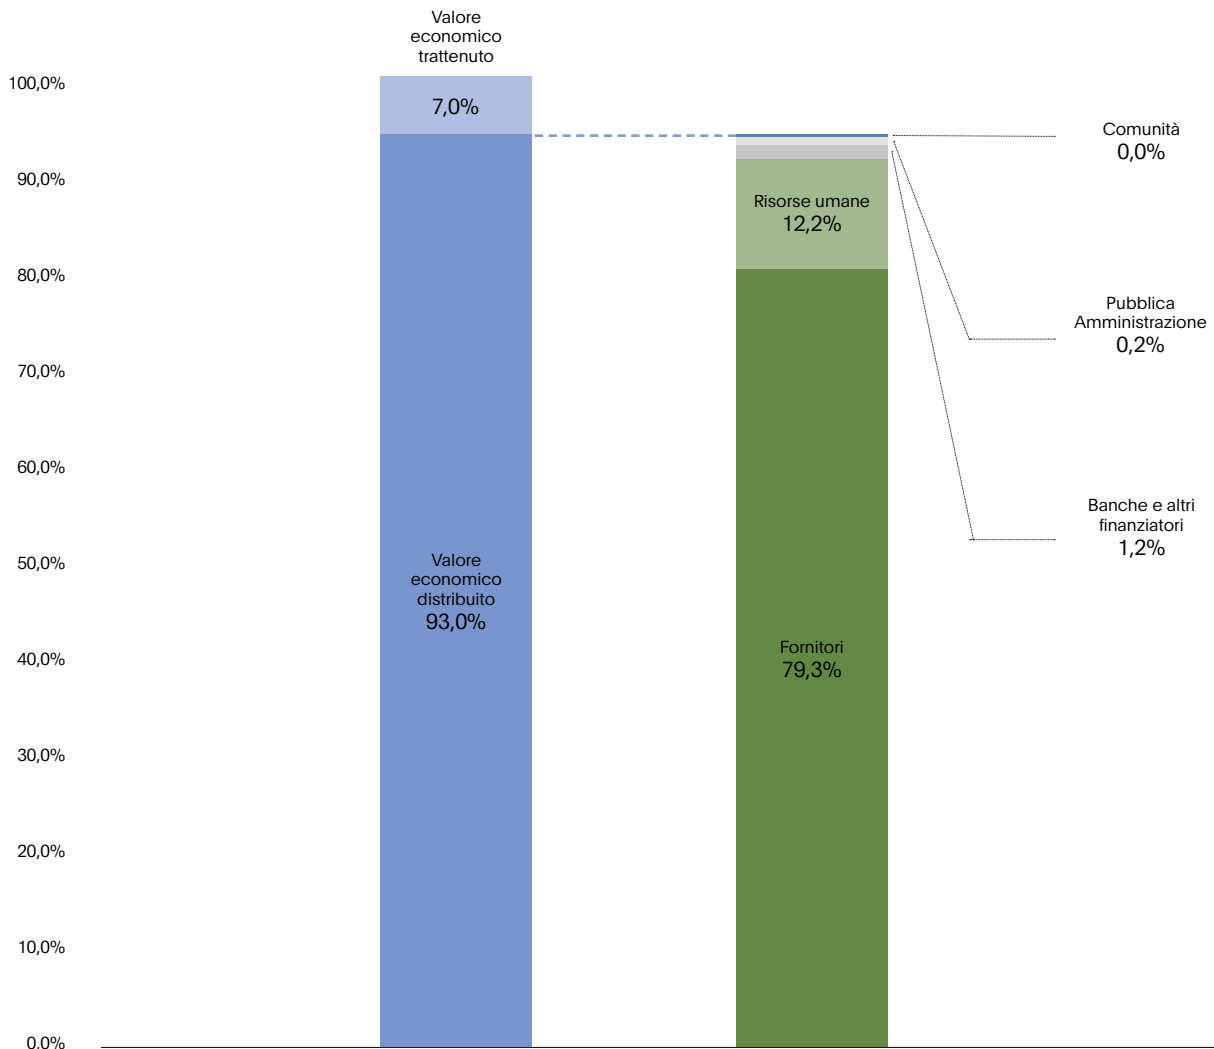 Valore
economico
trattenuto
100,0%
7,0%
90,0%
80,0%
70,0%
60,0%
50,0%
40,0%
30,0%
20,0%
10,0%
0.0%
Valore
economico
distribuito
93,0%
Risorse umane
12,2%
Fornitori
79,3%
Comunità
0,0%
Pubblica
Amministrazione
0,2%
Banche e altri
finanziatori
1,2%